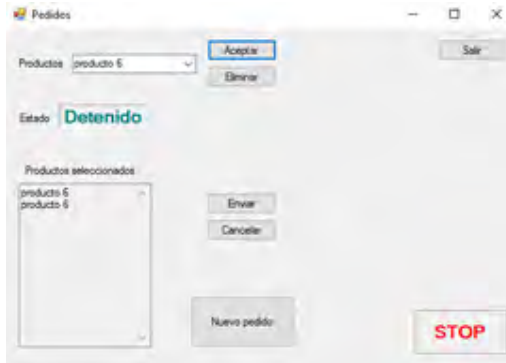 Pedidos
Productos producto 6
Aceptar
Salir
Eliminar
Estado Detenido
Productos seleccionados
producto 6
producto 6
Enviar
Cancelar
Nuevo pedido
STOP